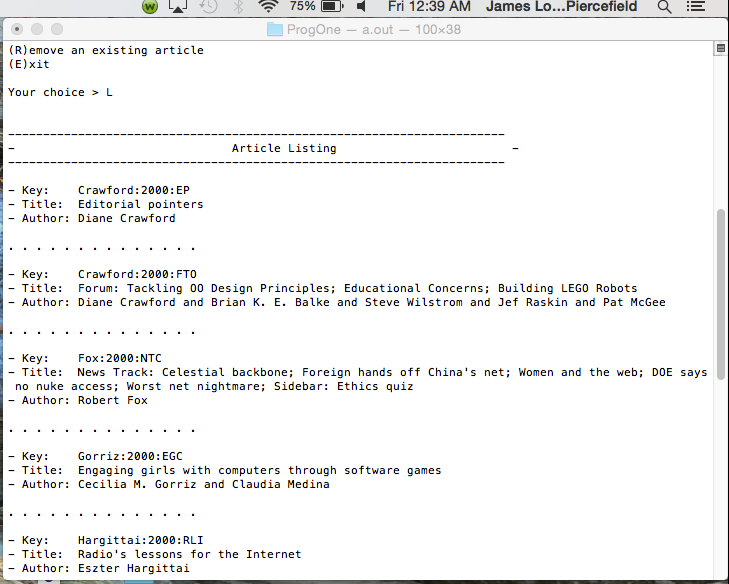 75% Fri 12:39 AM James Lo...Piercefield
ProgOne — a.out — 100×38
(R)emove an existing article
(E)xit
Your choice > L
-----------------------------------------------------------------------
- Article Listing -
-----------------------------------------------------------------------
- Key: Crawford:2000:EP
- Title: Editorial pointers
- Author: Diane Crawford
. . . . . . . . . . . . . .
- Key: Crawford:2000:FTO
- Title: Forum: Tackling OO Design Principles; Educational Concerns; Building LEGO Robots
- Author: Diane Crawford and Brian K. E. Balke and Steve Wilstrom and Jef Raskin and Pat McGee
. . . . . . . . . . . . . .
- Key: Fox:2000:NTC
- Title: News Track: Celestial backbone; Foreign hands off China's net; Women and the web; DOE says
no nuke access; Worst net nightmare; Sidebar: Ethics quiz
- Author: Robert Fox
. . . . . . . . . . . . . .
- Key: Gorriz:2000:EGC
- Title: Engaging girls with computers through software games
- Author: Cecilia M. Gorriz and Claudia Medina
. . . . . . . . . . . . . .
- Key: Hargittai:2000:RLI
- Title: Radio's lessons for the Internet
- Author: Eszter Hargittai